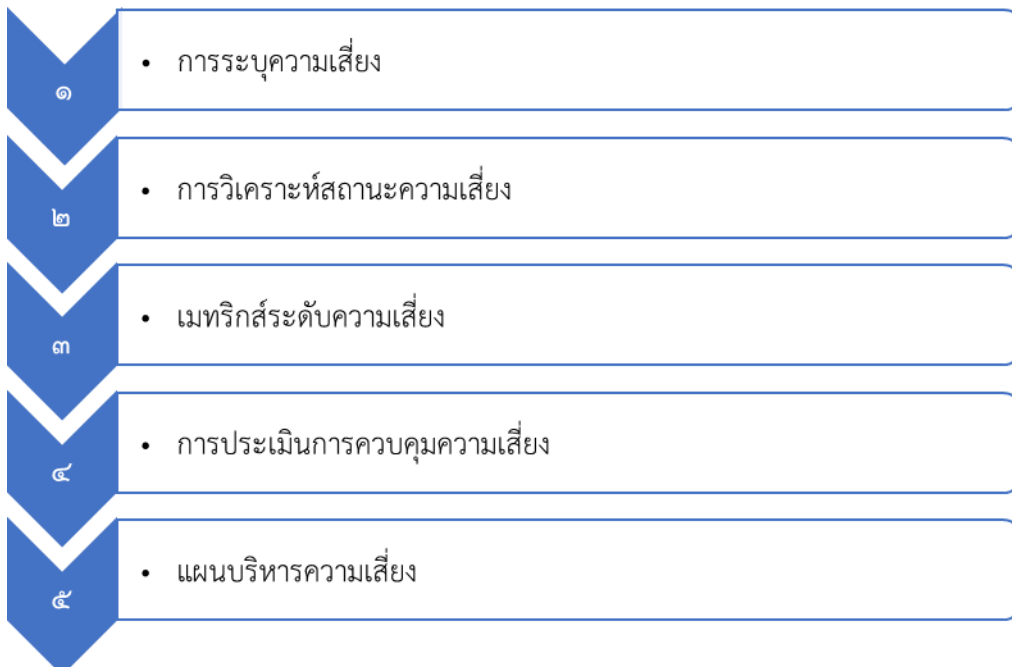 ๑
• การระบุความเสี่ยง
๒
• การวิเคราะห์สถานะความเสี่ยง
๓
• เมทริกส์ระดับความเสี่ยง
๔
• การประเมินการควบคุมความเสี่ยง
๕
• แผนบริหารความเสี่ยง